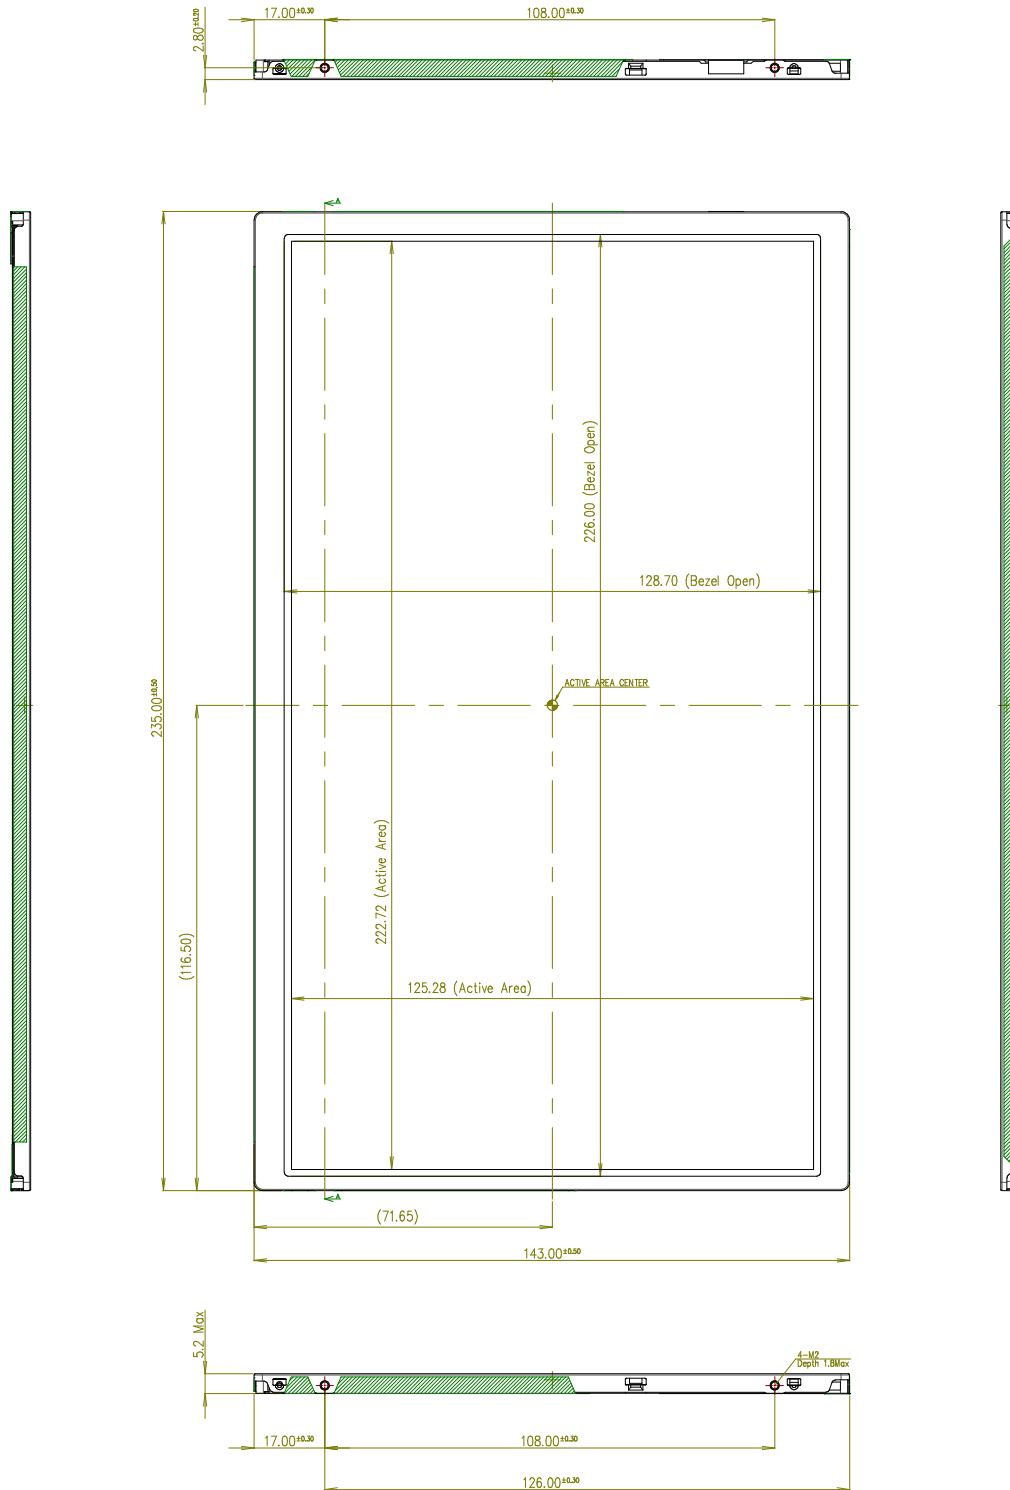 17.00±0.30
108.00±0.30
2.80±0.20
A
226.00 (Bezel Open)
128.70 (Bezel Open)
ACTIVE AREA CENTER
235.00±0.50
222.72 (Active Area)
(116.50)
125.28 (Active Area)
A
(71.65)
143.00±0.50
5.2 Max
4-M2
Depth 1.8Max
17.00±0.30
108.00±0.30
126.00±0.30